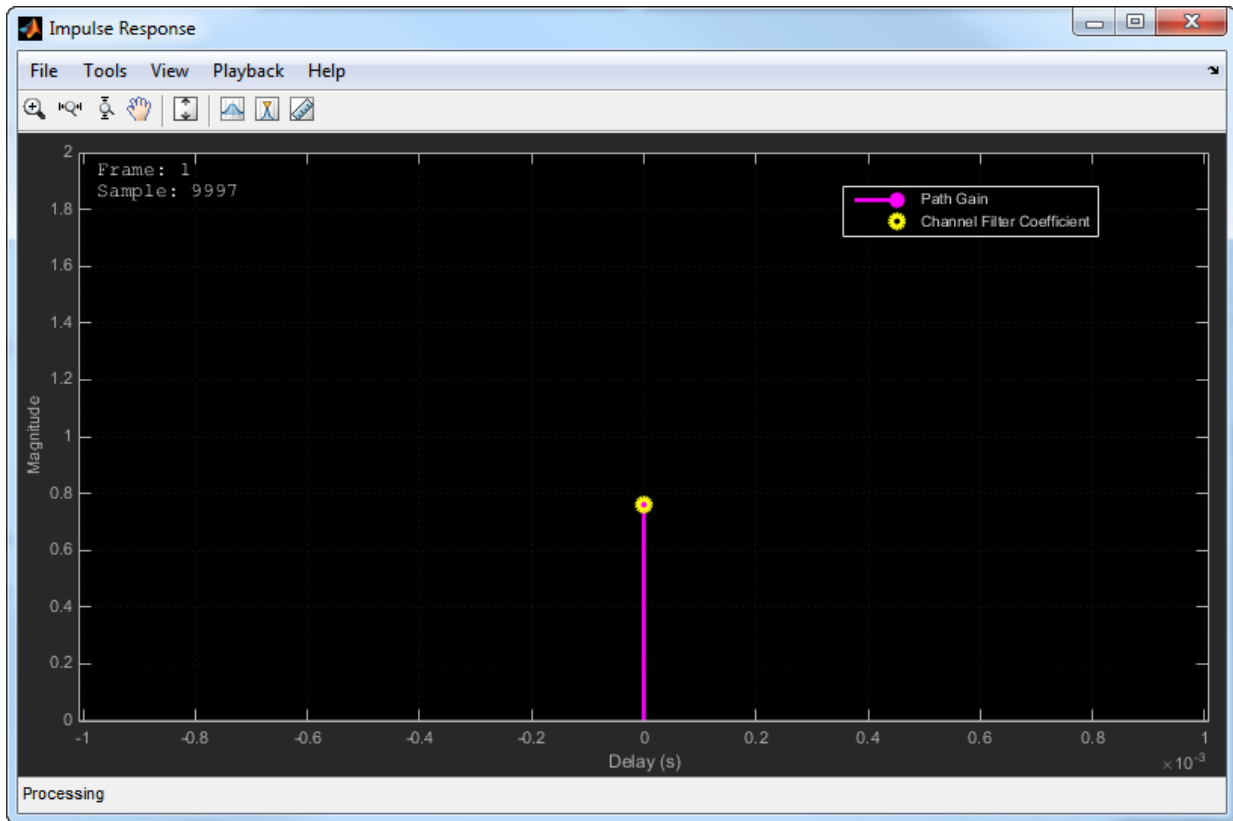 Impulse Response
File Tools View Playback Help
Frame: 1
Sample: 9997
Path Gain
Channel Filter Coefficient
2
1.8
1.6
1.4
1.2
1
0.8
0.6
0.4
0.2
0
Magnitude
-1 -0.8 -0.6 -0.4 -0.2 0 0.2 0.4 0.6 0.8 1
Delay (s)
×10⁻³
Processing